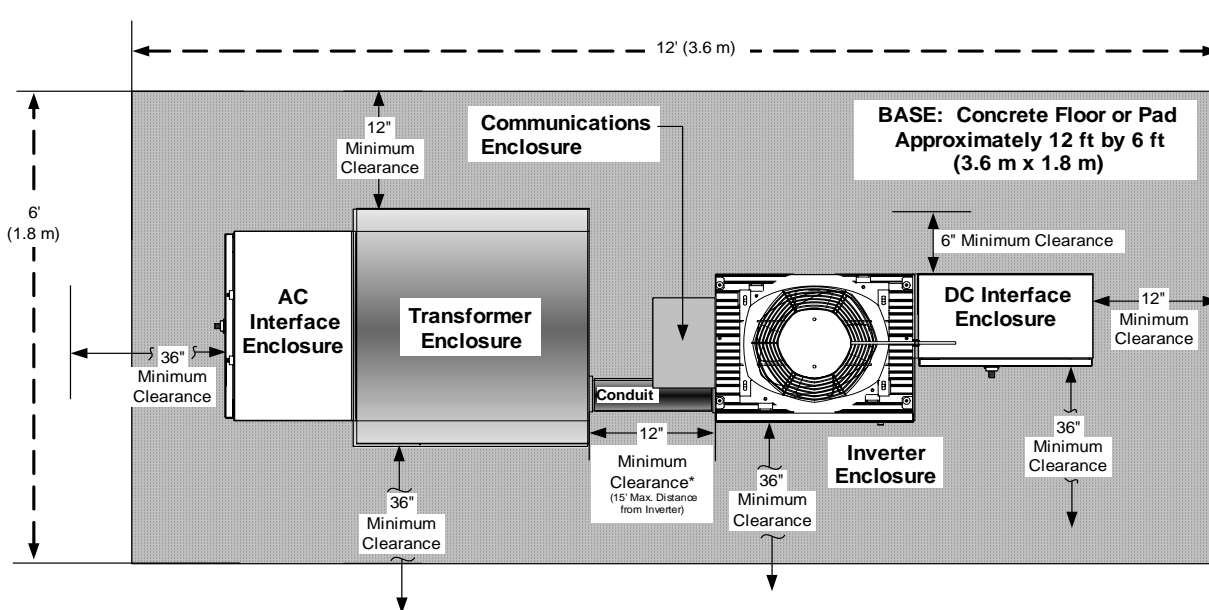 12' (3.6 m)
6'
(1.8 m)
12"
Minimum
Clearance
Communications
Enclosure
BASE:  Concrete Floor or Pad
Approximately 12 ft by 6 ft
(3.6 m x 1.8 m)
6" Minimum Clearance
AC
Interface
Enclosure
Transformer
Enclosure
DC Interface
Enclosure
12"
Minimum
Clearance
36"
Minimum
Clearance
Conduit
12"
Minimum
Clearance*
(15' Max. Distance
from Inverter)
Inverter
Enclosure
36"
Minimum
Clearance
36"
Minimum
Clearance
36"
Minimum
Clearance